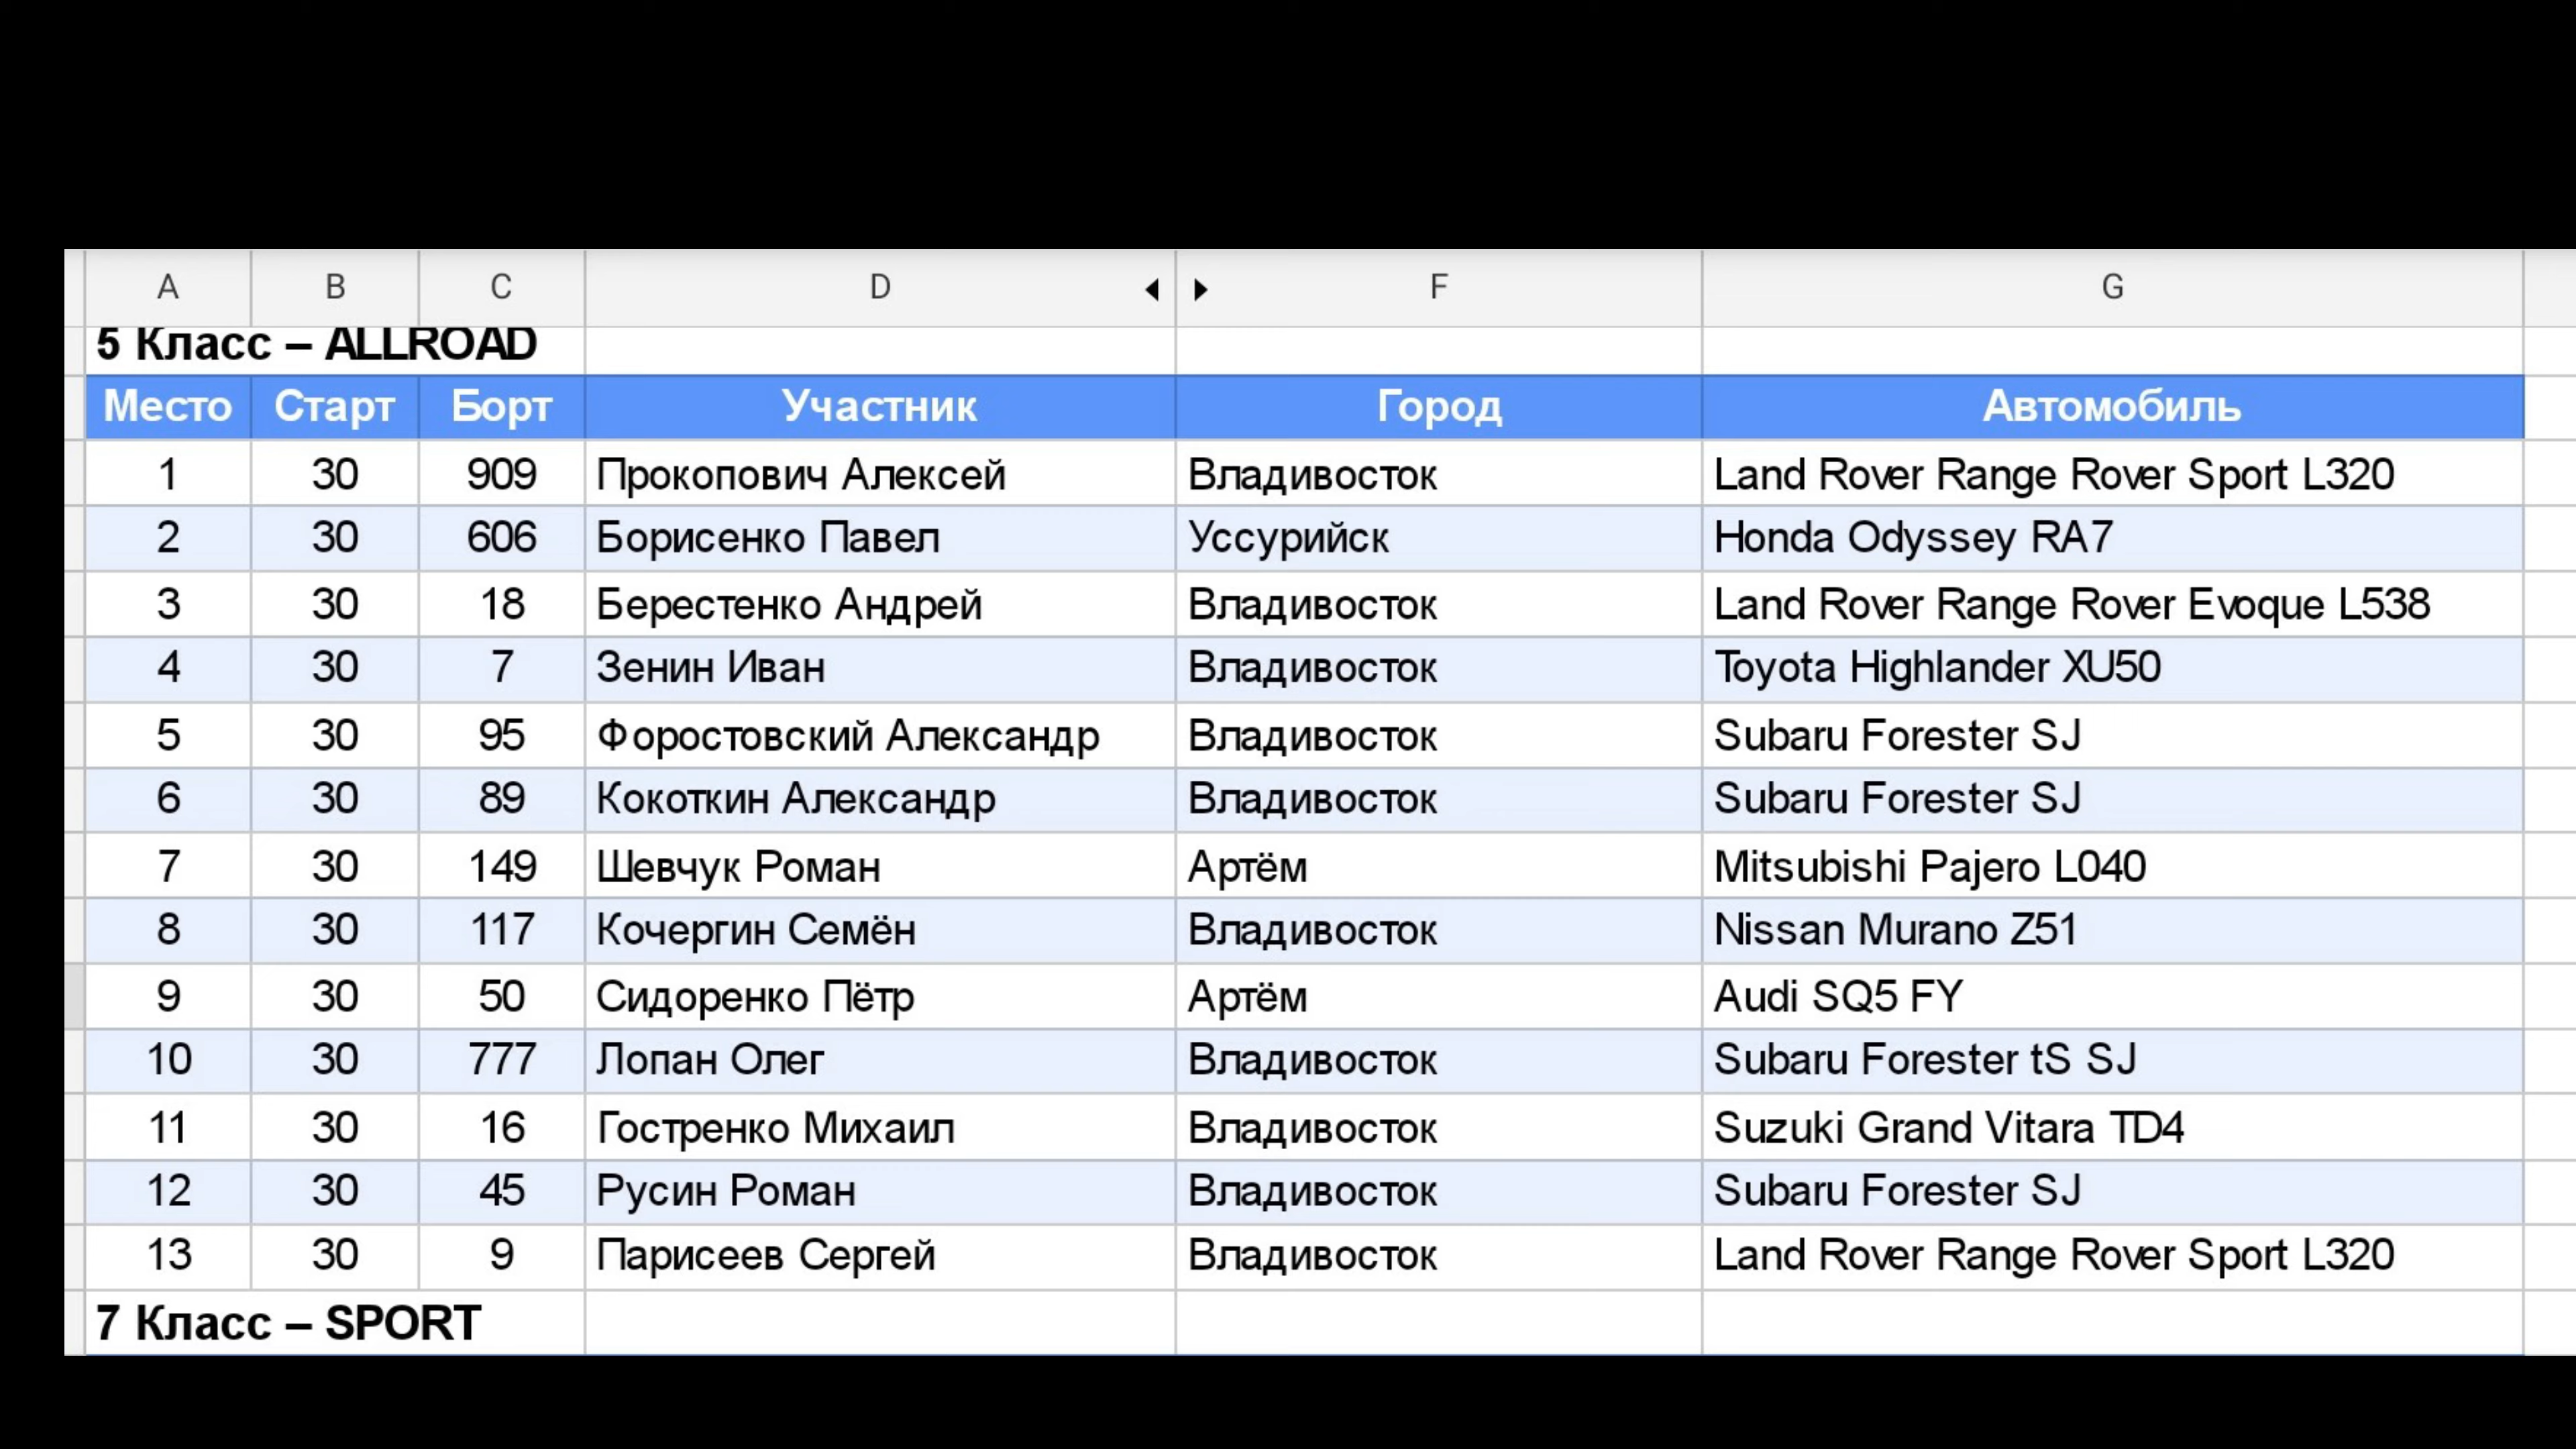 A B C D F G
5 Класс – ALLROAD
Место Старт Борт Участник Город Автомобиль
1 30 909 Прокопович Алексей Владивосток Land Rover Range Rover Sport L320
2 30 606 Борисенко Павел Уссурийск Honda Odyssey RA7
3 30 18 Берестенко Андрей Владивосток Land Rover Range Rover Evoque L538
4 30 7 Зенин Иван Владивосток Toyota Highlander XU50
5 30 95 Форостовский Александр Владивосток Subaru Forester SJ
6 30 89 Кокоткин Александр Владивосток Subaru Forester SJ
7 30 149 Шевчук Роман Артём Mitsubishi Pajero L040
8 30 117 Кочергин Семён Владивосток Nissan Murano Z51
9 30 50 Сидоренко Пётр Артём Audi SQ5 FY
10 30 777 Лопан Олег Владивосток Subaru Forester tS SJ
11 30 16 Гостренко Михаил Владивосток Suzuki Grand Vitara TD4
12 30 45 Русин Роман Владивосток Subaru Forester SJ
13 30 9 Парисеев Сергей Владивосток Land Rover Range Rover Sport L320
7 Класс – SPORT